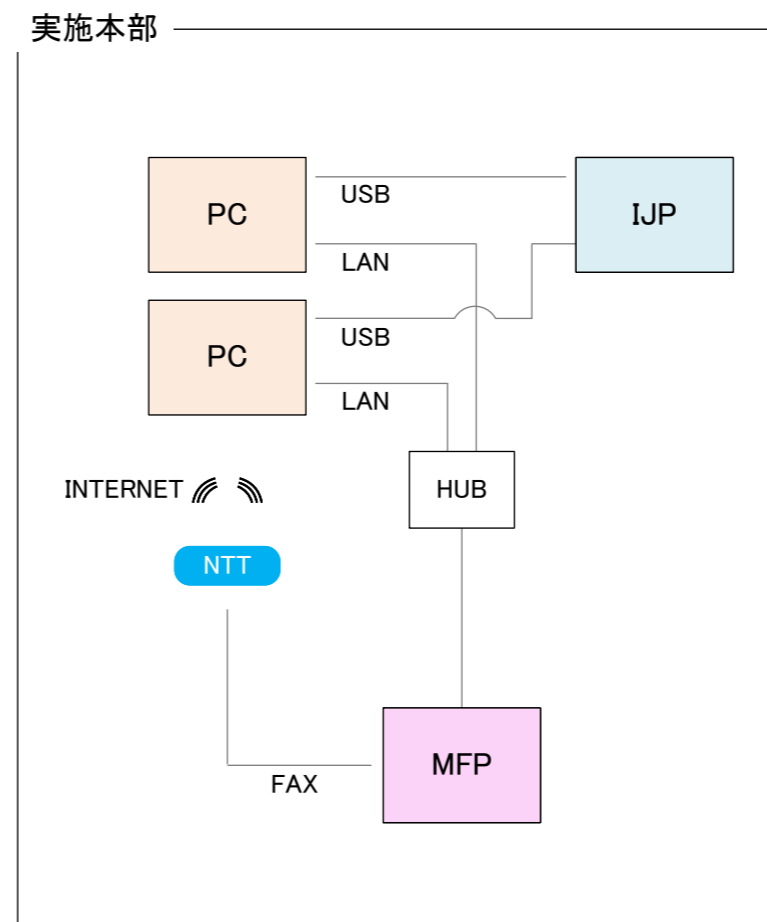 実施本部
PC
USB
IJP
LAN
PC
USB
LAN
INTERNET
HUB
NTT
MFP
FAX